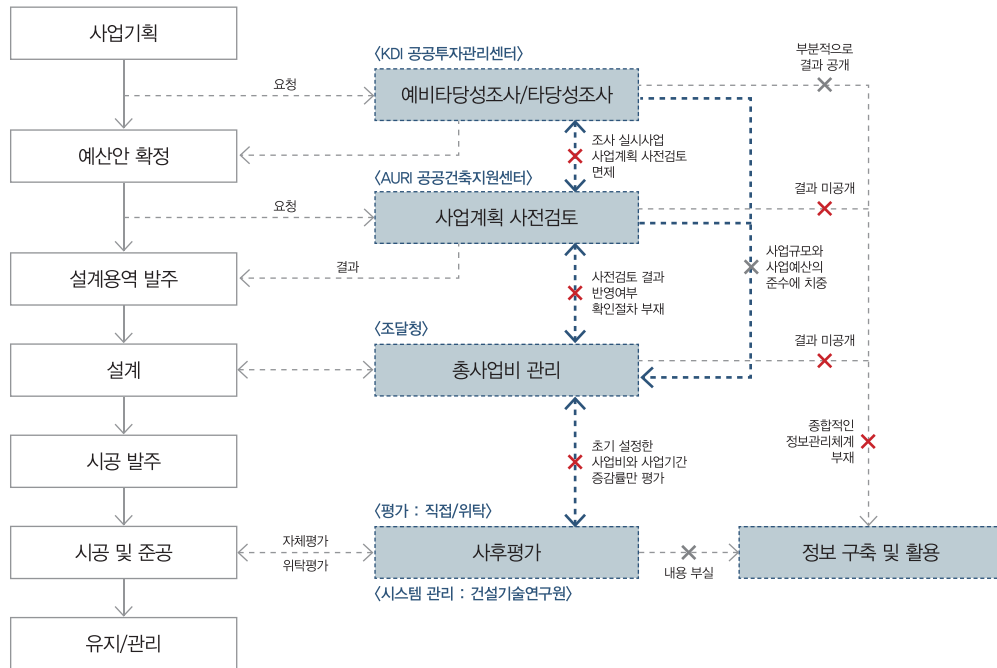 사업기획
〈KDI 공공투자관리센터〉
부분적으로
결과 공개
요청
예비타당성조사/타당성조사
예산안 확정
조사 실시사업
사업계획 사전검토
면제
〈AURI 공공건축지원센터〉
결과 미공개
요청
사업계획 사전검토
설계용역 발주
결과
사전검토 결과
반영여부
확인절차 부재
사업규모와
사업예산의
준수에 치중
〈조달청〉
결과 미공개
설계
총사업비 관리
종합적인
정보관리체계
부재
시공 발주
초기 설정한
사업비와 사업기간
증감률만 평가
〈평가 : 직접/위탁〉
시공 및 준공
자체평가
위탁평가
사후평가
내용 부실
정보 구축 및 활용
〈시스템 관리 : 건설기술연구원〉
유지/관리